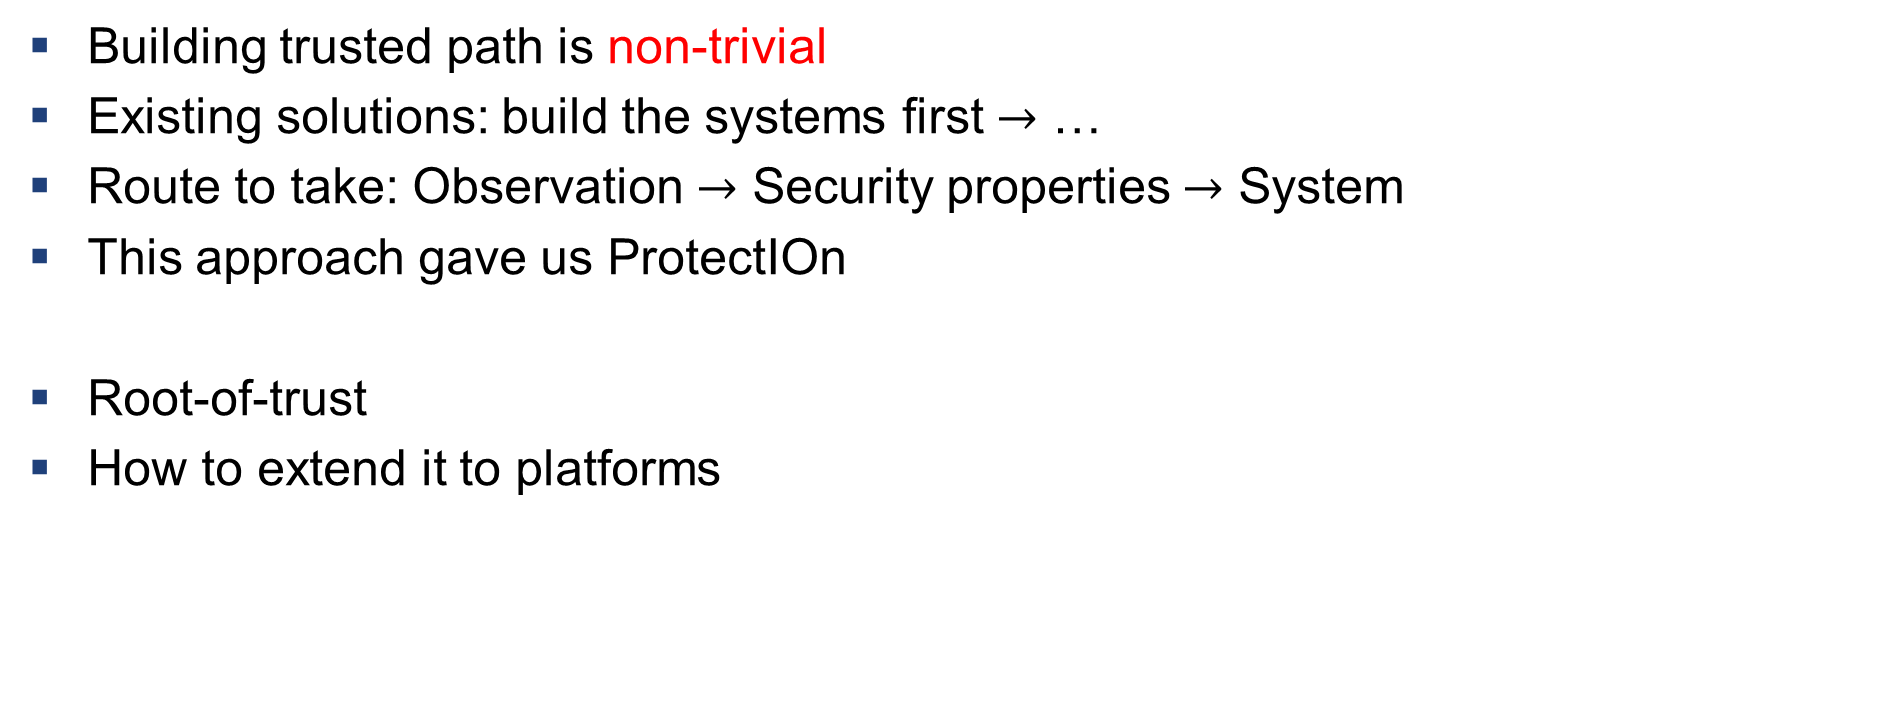 ▪ Building trusted path is non-trivial
▪ Existing solutions: build the systems first → …
▪ Route to take: Observation → Security properties → System
▪ This approach gave us ProtectIOn
▪ Root-of-trust
▪ How to extend it to platforms